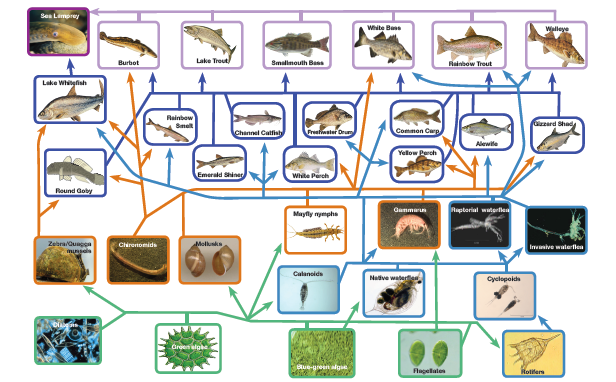 Sea Lamprey
Burbot
Lake Trout
Smallmouth Bass
White Bass
Rainbow Trout
Walleye
Lake Whitefish
Rainbow
Smelt
Channel Catfish
Freshwater Drum
Common Carp
Alewife
Gizzard Shad
Round Goby
Emerald Shiner
White Perch
Yellow Perch
Zebra/Quagga
mussels
Chironomids
Mollusks
Mayfly nymphs
Gammarus
Raptorial waterflea
Invasive waterflea
Calanoids
Native waterflea
Cyclopoids
Diatoms
Green algae
Blue-green algae
Flagellates
Rotifers